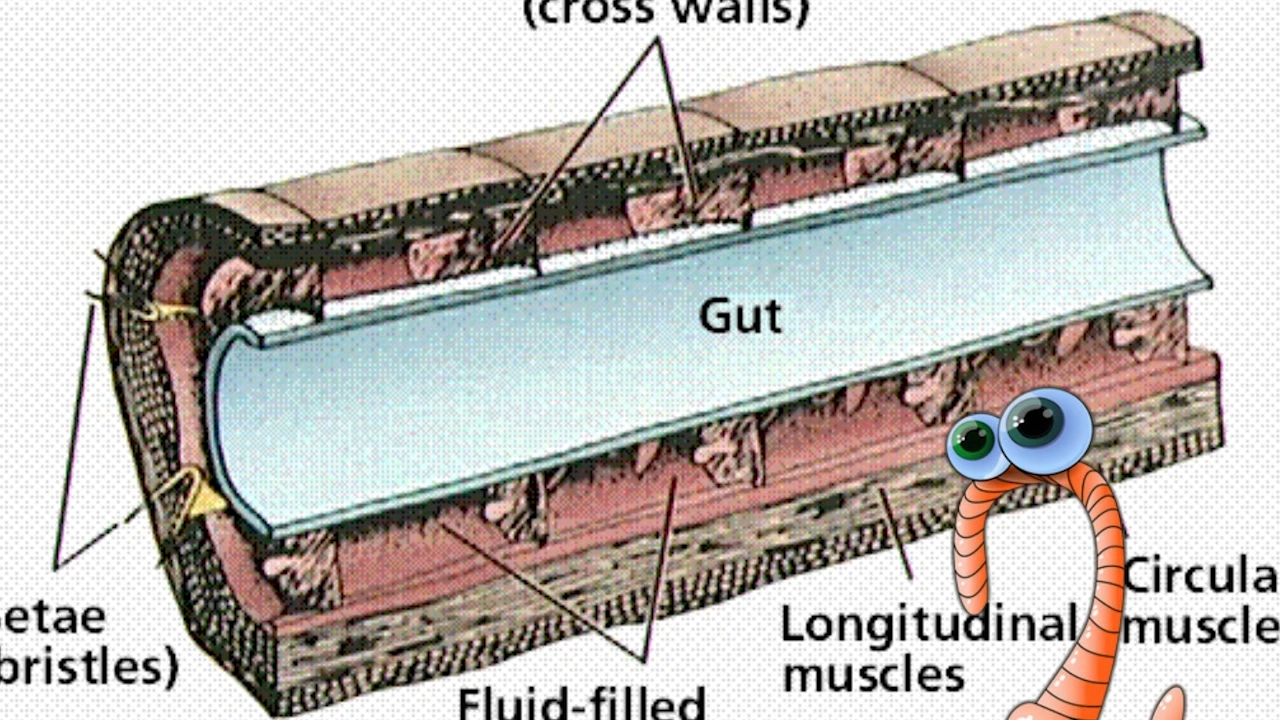 (cross walls)
Gut
etae
bristles)
Fluid-filled
Longitudinal
muscles
Circula
muscle